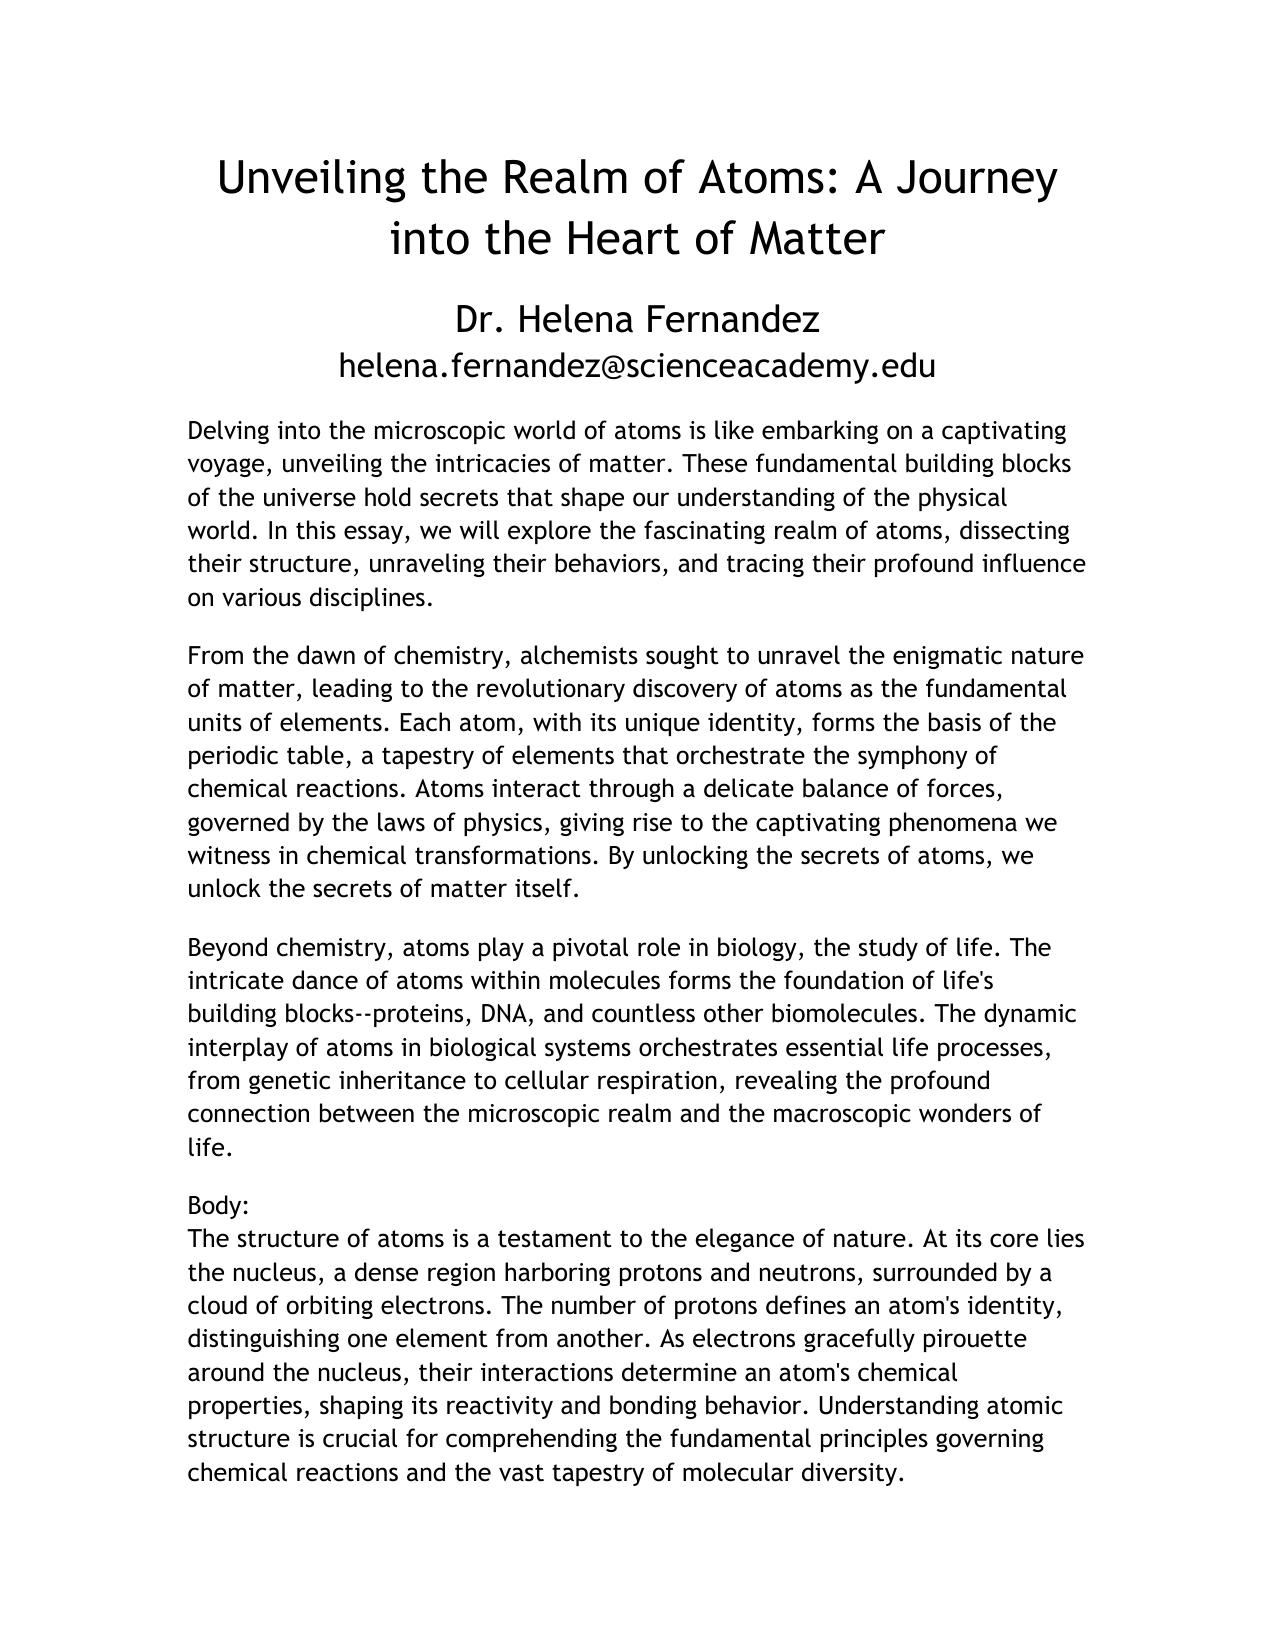 Unveiling the Realm of Atoms: A Journey
into the Heart of Matter
Dr. Helena Fernandez
helena.fernandez@scienceacademy.edu
Delving into the microscopic world of atoms is like embarking on a captivating
voyage, unveiling the intricacies of matter. These fundamental building blocks
of the universe hold secrets that shape our understanding of the physical
world. In this essay, we will explore the fascinating realm of atoms, dissecting
their structure, unraveling their behaviors, and tracing their profound influence
on various disciplines.
From the dawn of chemistry, alchemists sought to unravel the enigmatic nature
of matter, leading to the revolutionary discovery of atoms as the fundamental
units of elements. Each atom, with its unique identity, forms the basis of the
periodic table, a tapestry of elements that orchestrate the symphony of
chemical reactions. Atoms interact through a delicate balance of forces,
governed by the laws of physics, giving rise to the captivating phenomena we
witness in chemical transformations. By unlocking the secrets of atoms, we
unlock the secrets of matter itself.
Beyond chemistry, atoms play a pivotal role in biology, the study of life. The
intricate dance of atoms within molecules forms the foundation of life's
building blocks--proteins, DNA, and countless other biomolecules. The dynamic
interplay of atoms in biological systems orchestrates essential life processes,
from genetic inheritance to cellular respiration, revealing the profound
connection between the microscopic realm and the macroscopic wonders of
life.
Body:
The structure of atoms is a testament to the elegance of nature. At its core lies
the nucleus, a dense region harboring protons and neutrons, surrounded by a
cloud of orbiting electrons. The number of protons defines an atom's identity,
distinguishing one element from another. As electrons gracefully pirouette
around the nucleus, their interactions determine an atom's chemical
properties, shaping its reactivity and bonding behavior. Understanding atomic
structure is crucial for comprehending the fundamental principles governing
chemical reactions and the vast tapestry of molecular diversity.